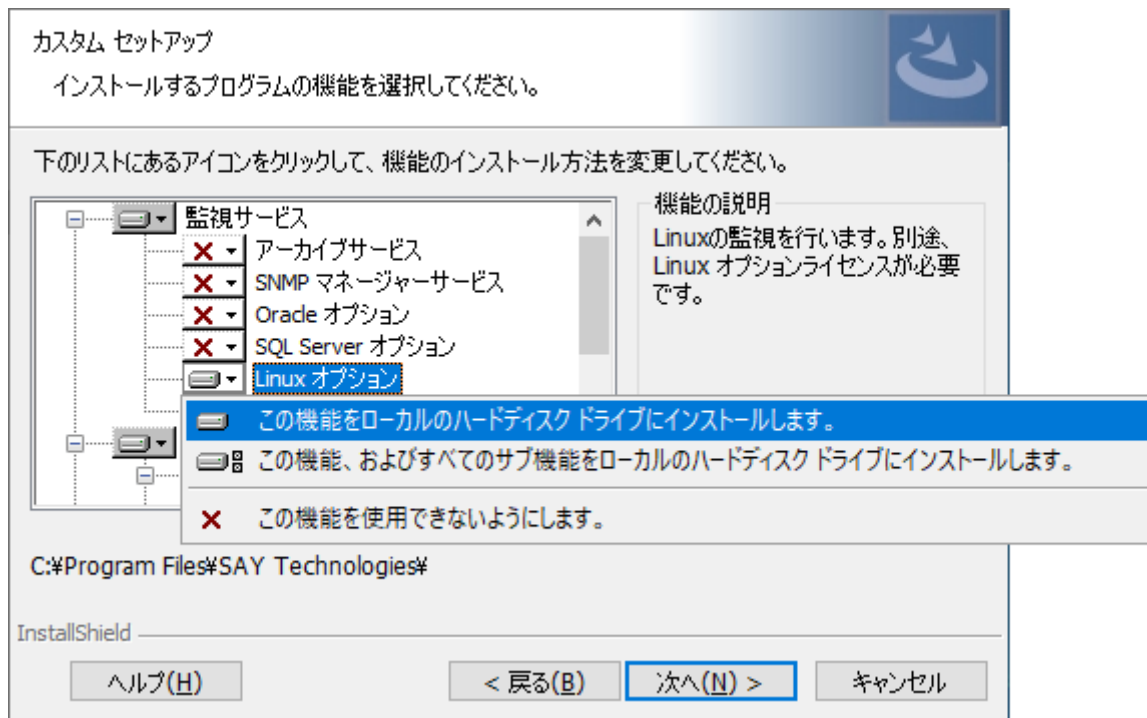 カスタム セットアップ
インストールするプログラムの機能を選択してください。
下のリストにあるアイコンをクリックして、機能のインストール方法を変更してください。
監視サービス
アーカイブサービス
SNMP マネージャーサービス
Oracle オプション
SQL Server オプション
Linux オプション
機能の説明
Linuxの監視を行います。別途、
Linux オプションライセンスが必要
です。
この機能をローカルのハードディスク ドライブにインストールします。
この機能、およびすべてのサブ機能をローカルのハードディスク ドライブにインストールします。
この機能を使用できないようにします。
C:¥Program Files¥SAY Technologies¥
InstallShield
ヘルプ(H)
< 戻る(B)
次へ(N) >
キャンセル